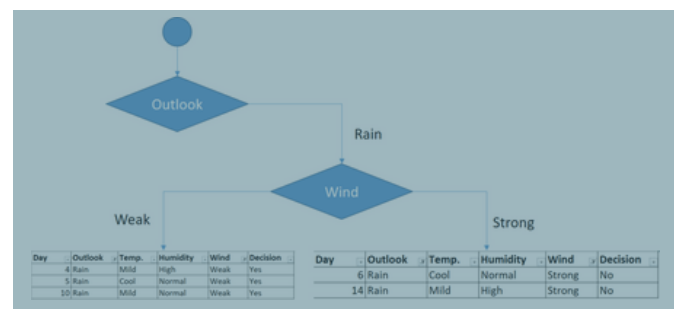 Outlook
Rain
Wind
Weak
Strong
Day Outlook Temp. Humidity Wind Decision
4 Rain Mild High Weak Yes
5 Rain Cool Normal Weak Yes
10 Rain Mild Normal Weak Yes
Day Outlook Temp. Humidity Wind Decision
6 Rain Cool Normal Strong No
14 Rain Mild High Strong No